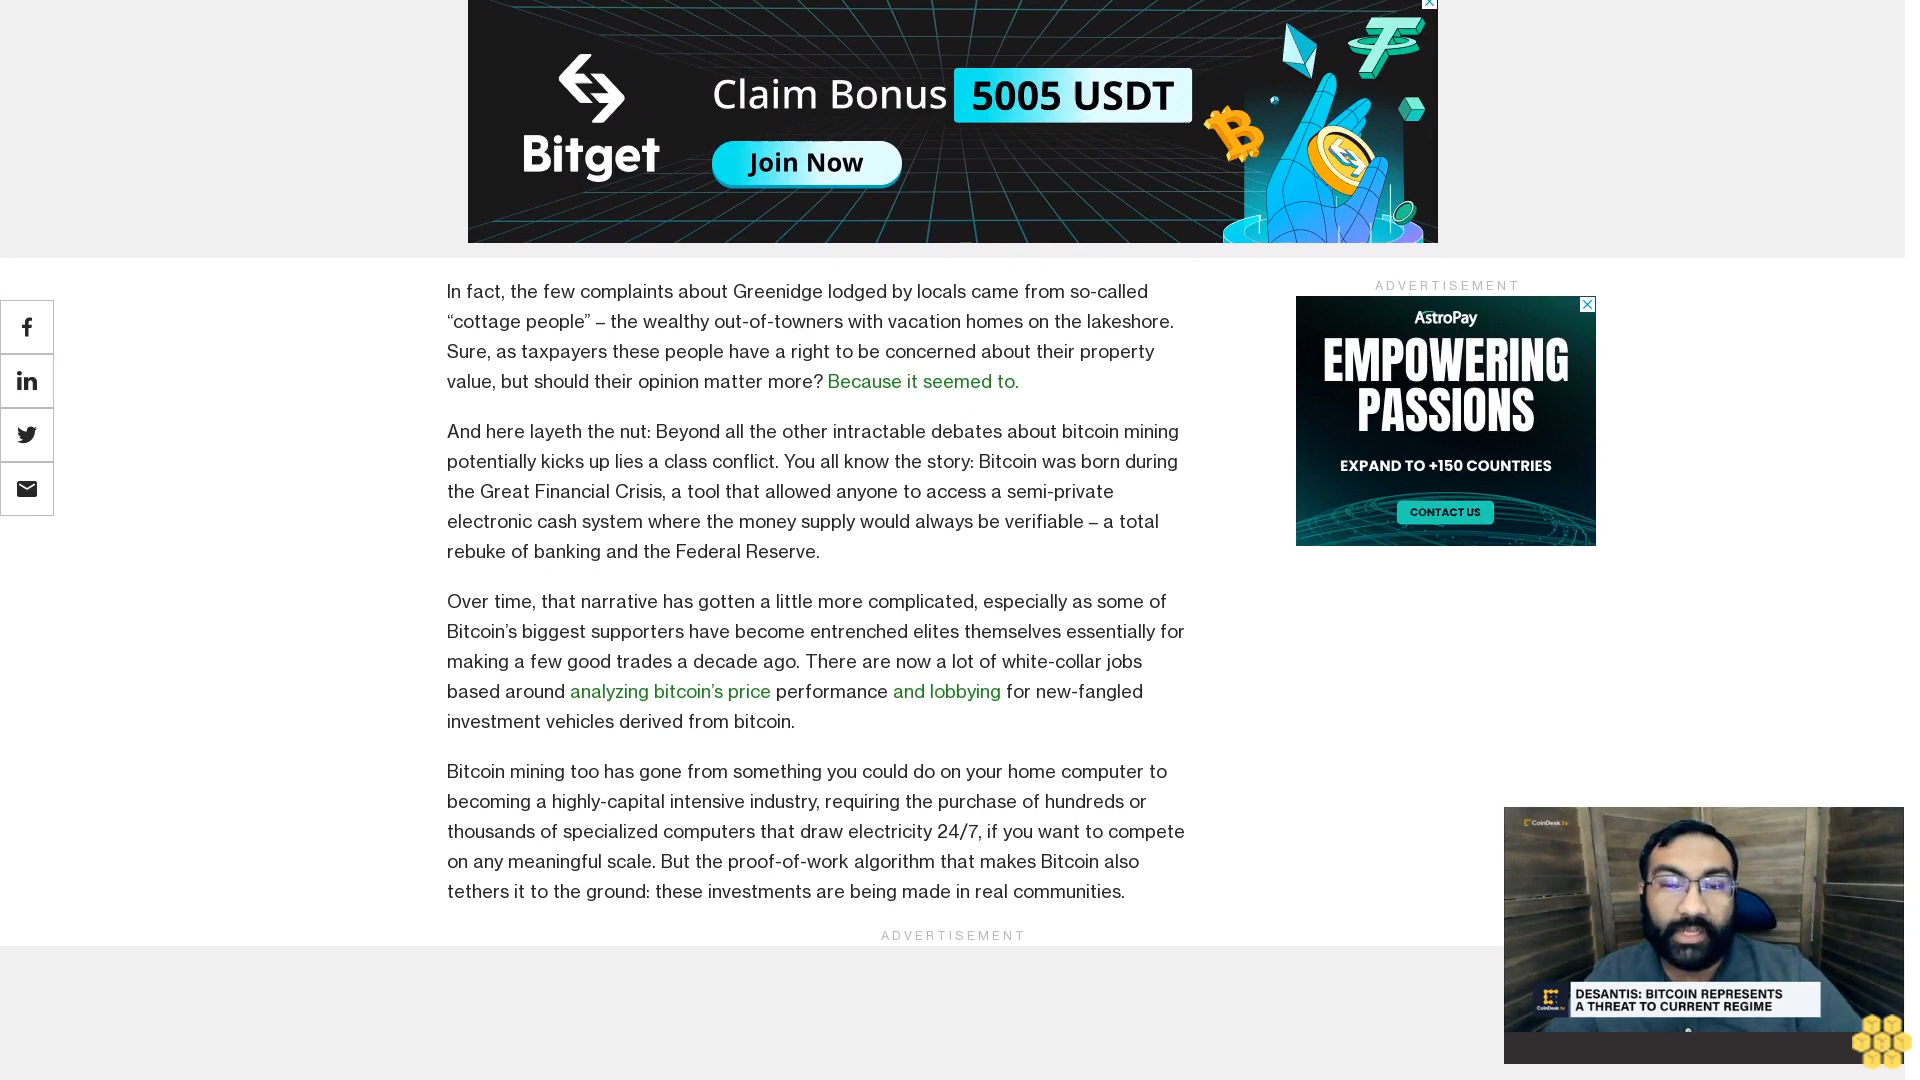 Bitget
Claim Bonus 5005 USDT
Join Now
In fact, the few complaints about Greenidge lodged by locals came from so-called
“cottage people” – the wealthy out-of-towners with vacation homes on the lakeshore.
Sure, as taxpayers these people have a right to be concerned about their property
value, but should their opinion matter more? Because it seemed to.
And here layeth the nut: Beyond all the other intractable debates about bitcoin mining
potentially kicks up lies a class conflict. You all know the story: Bitcoin was born during
the Great Financial Crisis, a tool that allowed anyone to access a semi-private
electronic cash system where the money supply would always be verifiable – a total
rebuke of banking and the Federal Reserve.
Over time, that narrative has gotten a little more complicated, especially as some of
Bitcoin’s biggest supporters have become entrenched elites themselves essentially for
making a few good trades a decade ago. There are now a lot of white-collar jobs
based around analyzing bitcoin’s price performance and lobbying for new-fangled
investment vehicles derived from bitcoin.
Bitcoin mining too has gone from something you could do on your home computer to
becoming a highly-capital intensive industry, requiring the purchase of hundreds or
thousands of specialized computers that draw electricity 24/7, if you want to compete
on any meaningful scale. But the proof-of-work algorithm that makes Bitcoin also
tethers it to the ground: these investments are being made in real communities.
ADVERTISEMENT
ADVERTISEMENT
AstroPay
EMPOWERING
PASSIONS
EXPAND TO +150 COUNTRIES
CONTACT US
CoinDesk.tv
DESANTIS: BITCOIN REPRESENTS
A THREAT TO CURRENT REGIME
CoinDesk.tv